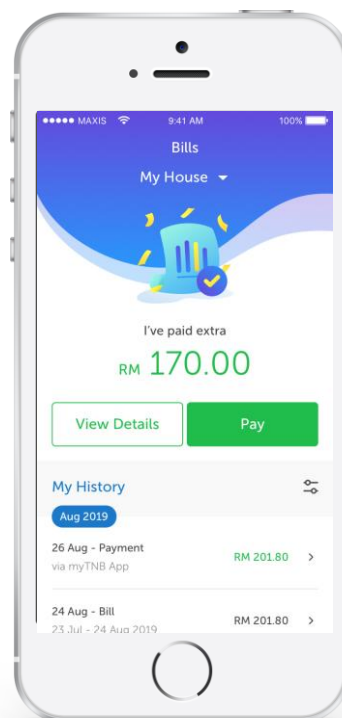 MAXIS 9:41 AM 100%
Bills
My House
I've paid extra
RM 170.00
View Details Pay
My History
Aug 2019
26 Aug - Payment RM 201.80
via myTNB App
24 Aug - Bill RM 201.80
23 Jul - 24 Aug 2019